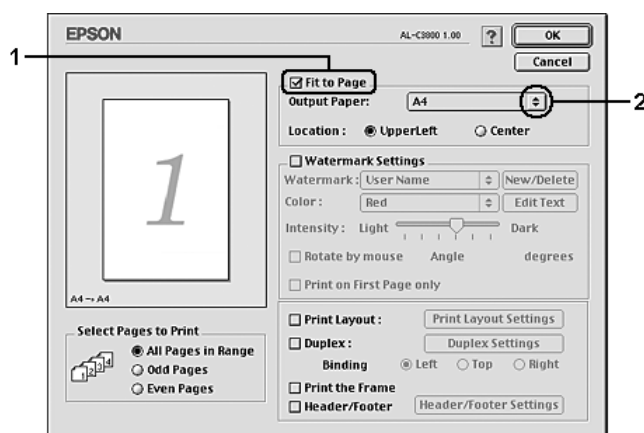 EPSON
AL-C3000 1.00
?
OK
Cancel
1
Fit to Page
Output Paper: A4
2
Location : UpperLeft Center
1
A4→A4
Watermark Settings
Watermark: User Name New/Delete
Color: Red Edit Text
Intensity: Light Dark
Rotate by mouse Angle degrees
Print on First Page only
Select Pages to Print
1 2 3 4
All Pages in Range
Odd Pages
Even Pages
Print Layout : Print Layout Settings
Duplex : Duplex Settings
Binding Left Top Right
Print the Frame
Header/Footer Header/Footer Settings